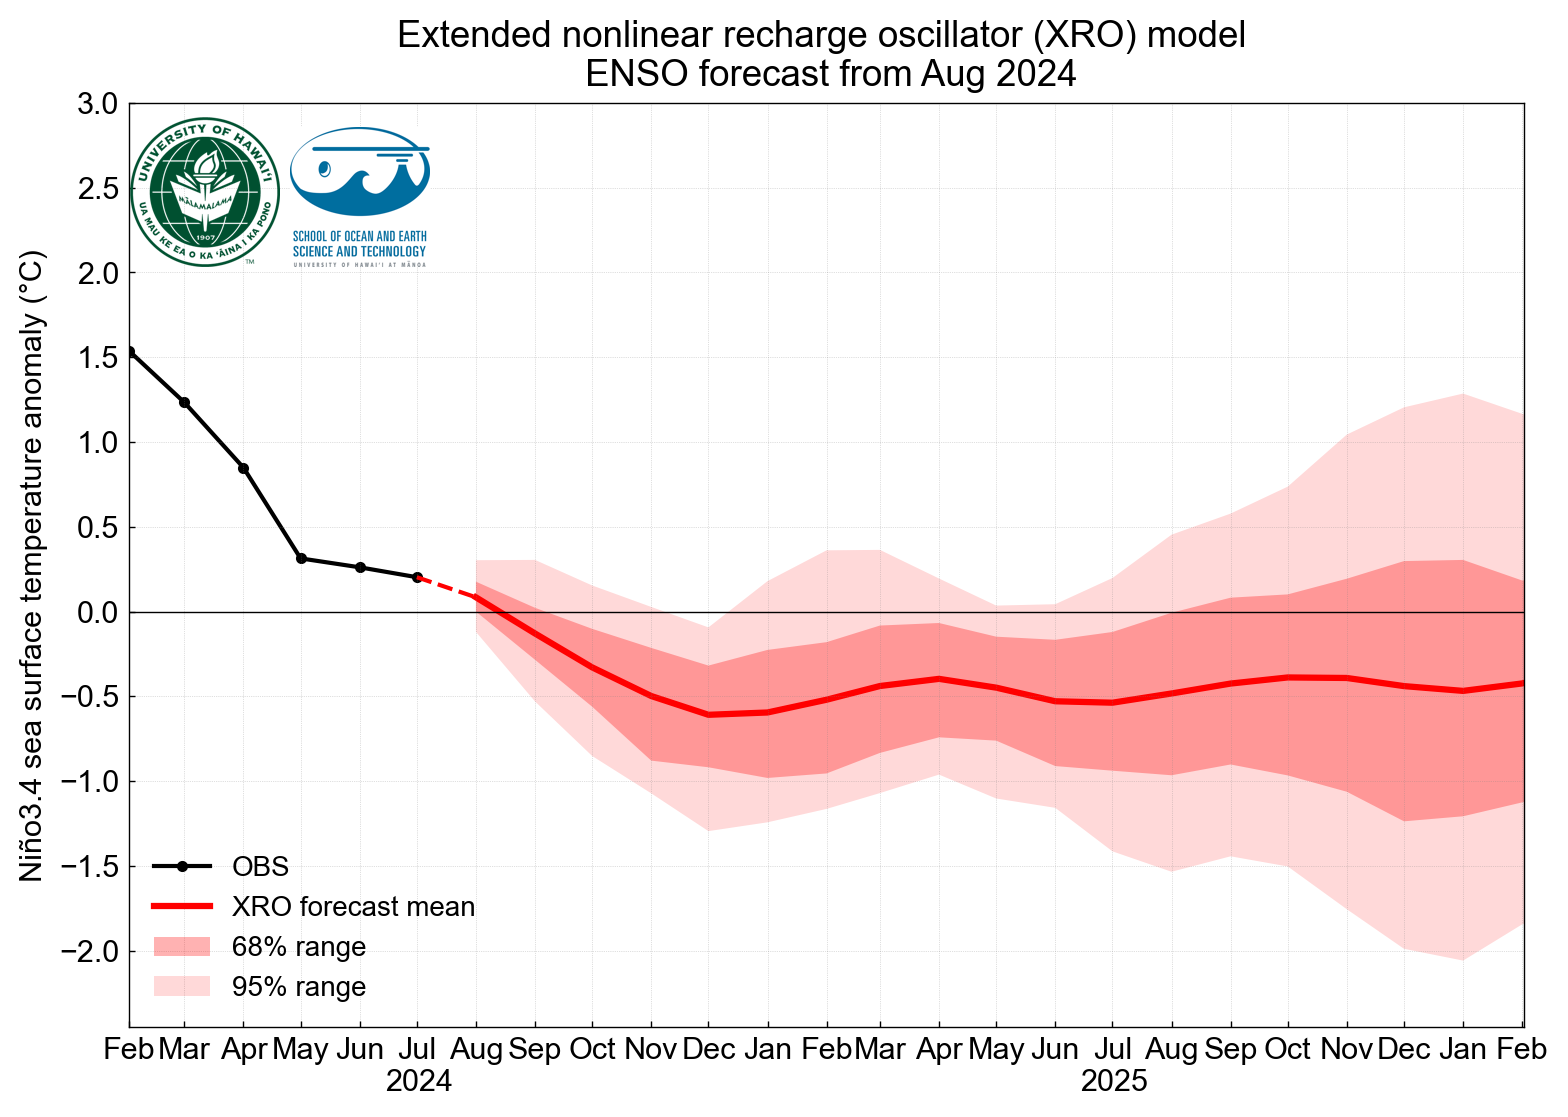 Extended nonlinear recharge oscillator (XRO) model
ENSO forecast from Aug 2024
3.0
2.5
2.0
1.5
1.0
0.5
0.0
−0.5
−1.0
−1.5
−2.0
Niño3.4 sea surface temperature anomaly (°C)
UNIVERSITY OF HAWAI‘I
MĀLAMALAMA
1907
UA MAU KE EA O KA ‘ĀINA I KA PONO
TM
SCHOOL OF OCEAN AND EARTH
SCIENCE AND TECHNOLOGY
UNIVERSITY OF HAWAI‘I AT MĀNOA
OBS
XRO forecast mean
68% range
95% range
Feb Mar Apr May Jun Jul Aug Sep Oct Nov Dec Jan Feb Mar Apr May Jun Jul Aug Sep Oct Nov Dec Jan Feb
2024 2025